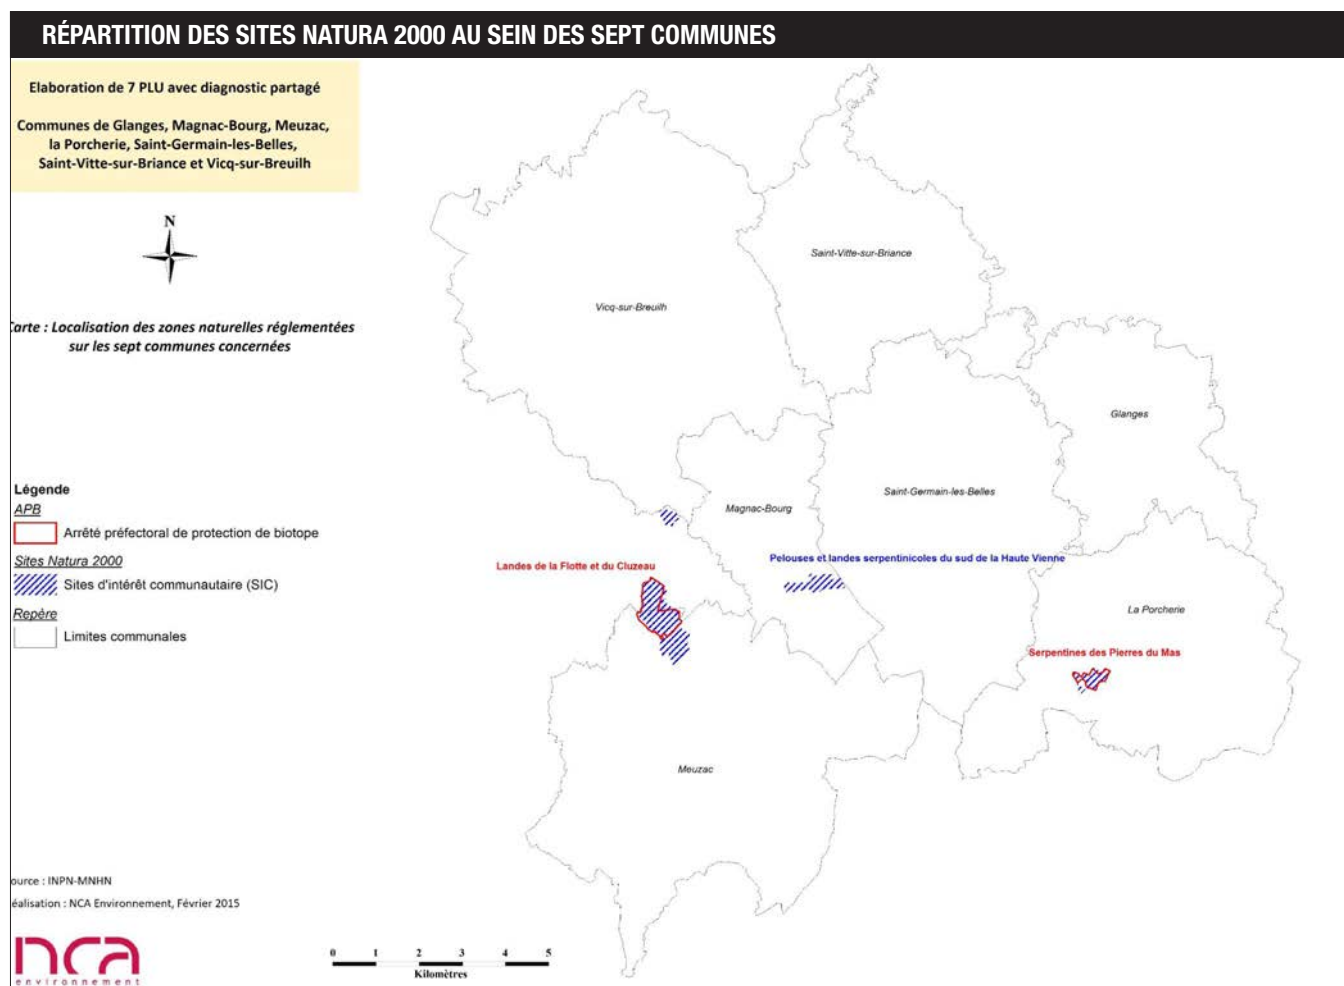 RÉPARTITION DES SITES NATURA 2000 AU SEIN DES SEPT COMMUNES
Elaboration de 7 PLU avec diagnostic partagé
Communes de Glanges, Magnac-Bourg, Meuzac,
la Porcherie, Saint-Germain-les-Belles,
Saint-Vitte-sur-Briance et Vicq-sur-Breuilh
N
Carte : Localisation des zones naturelles réglementées
sur les sept communes concernées
Saint-Vitte-sur-Briance
Vicq-sur-Breuilh
Glanges
Saint-Germain-les-Belles
Magnac-Bourg
Pelouses et landes serpentinicoles du sud de la Haute Vienne
Landes de la Flotte et du Cluzeau
La Porcherie
Serpentines des Pierres du Mas
Meuzac
Légende
APB
Arrêté préfectoral de protection de biotope
Sites Natura 2000
Sites d'intérêt communautaire (SIC)
Repère
Limites communales
ource : INPN-MNHN
éalisation : NCA Environnement, Février 2015
nca
environnement
0 1 2 3 4 5
Kilomètres